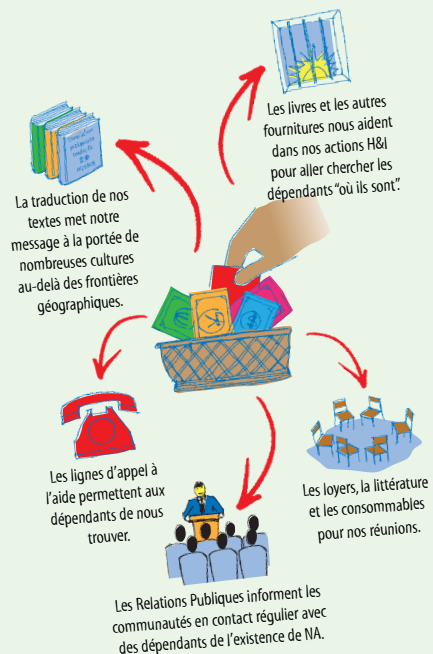 Les livres et les autres
fournitures nous aident
dans nos actions H&I
pour aller chercher les
dépendants “où ils sont”.
La traduction de nos
textes met notre
message à la portée de
nombreuses cultures
au-delà des frontières
géographiques.
Les lignes d’appel à
l’aide permettent aux
dépendants de nous
trouver.
Les loyers, la littérature
et les consommables
pour nos réunions.
Les Relations Publiques informent les
communautés en contact régulier avec
des dépendants de l’existence de NA.